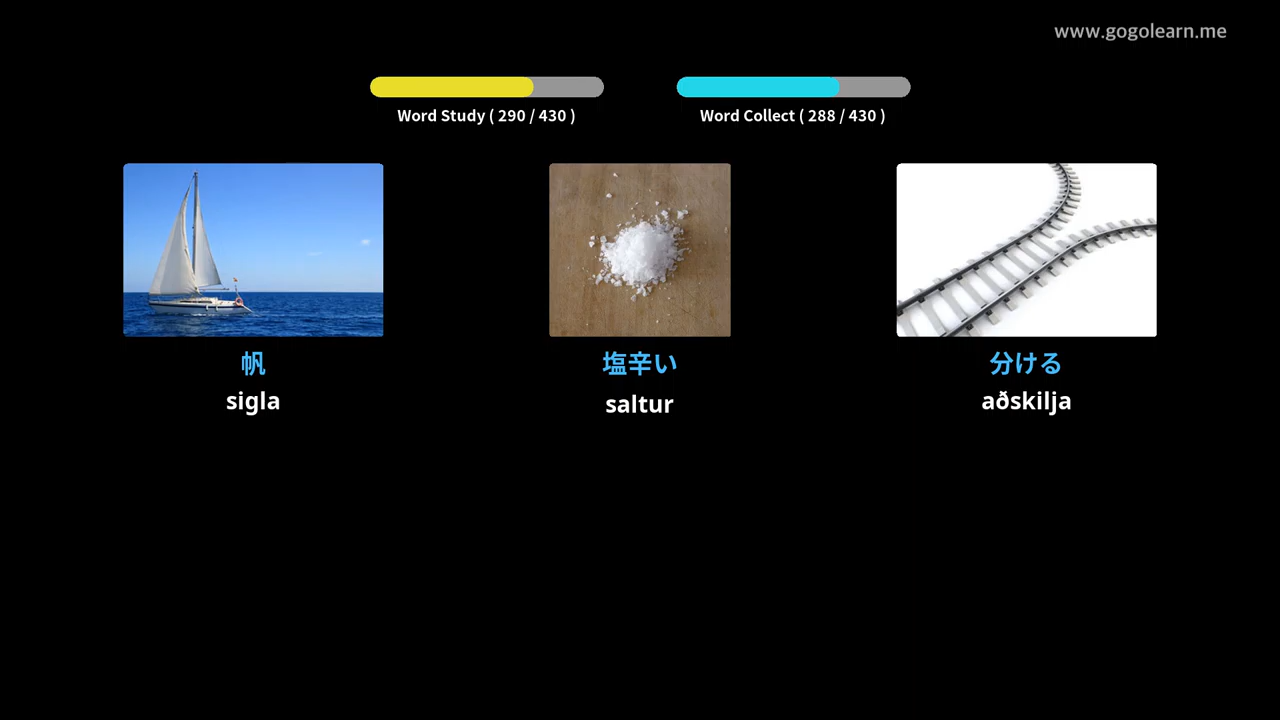 www.gogolearn.me
Word Study ( 290 / 430 )
Word Collect ( 288 / 430 )
帆
塩辛い
分ける
sigla
saltur
aðskilja